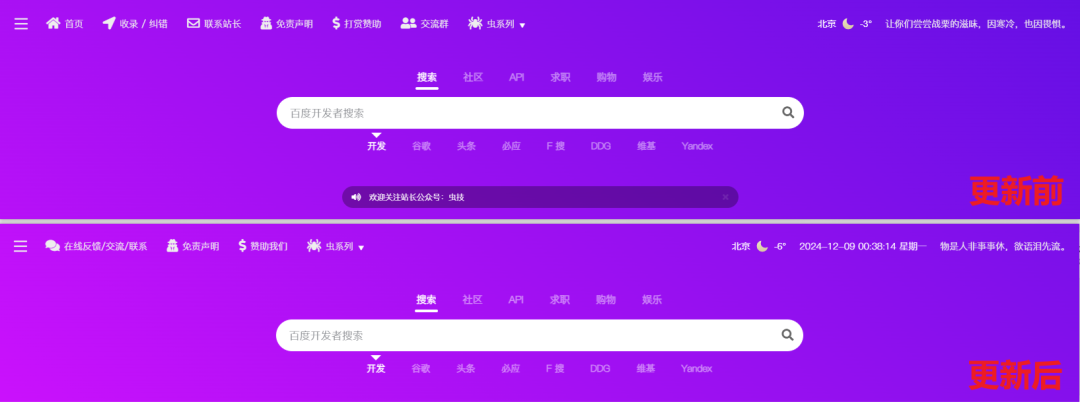 首页 收录 / 纠错 联系站长 免责声明 打赏赞助 交流群 虫系列 北京 -3° 让你们尝尝战栗的滋味，因寒冷，也因畏惧。
搜索 社区 API 求职 购物 娱乐
百度开发者搜索
开发 谷歌 头条 必应 F 搜 DDG 维基 Yandex
欢迎关注站长公众号：虫技
更新前
在线反馈/交流/联系 免责声明 赞助我们 虫系列 北京 -6° 2024-12-09 00:38:14 星期一 物是人非事事休，欲语泪先流。
搜索 社区 API 求职 购物 娱乐
百度开发者搜索
开发 谷歌 头条 必应 F 搜 DDG 维基 Yandex
更新后